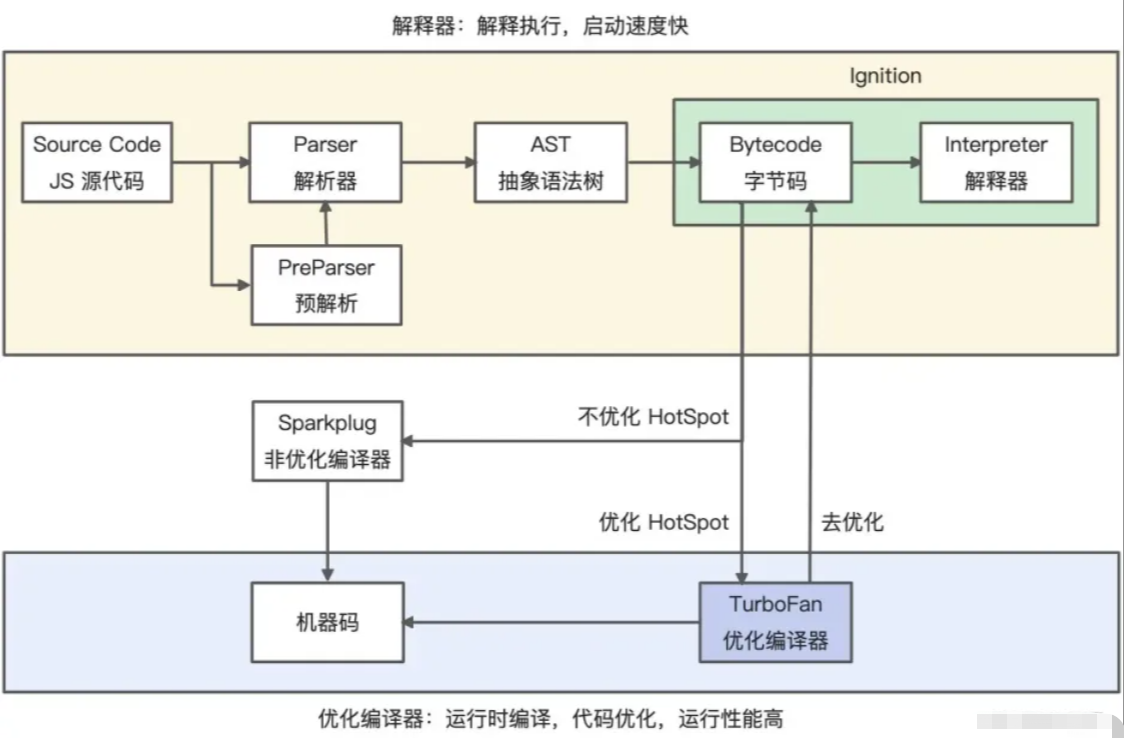 解释器：解释执行，启动速度快
Ignition
Source Code
JS 源代码
Parser
解析器
AST
抽象语法树
Bytecode
字节码
Interpreter
解释器
PreParser
预解析
Sparkplug
非优化编译器
不优化 HotSpot
优化 HotSpot
去优化
机器码
TurboFan
优化编译器
优化编译器：运行时编译，代码优化，运行性能高